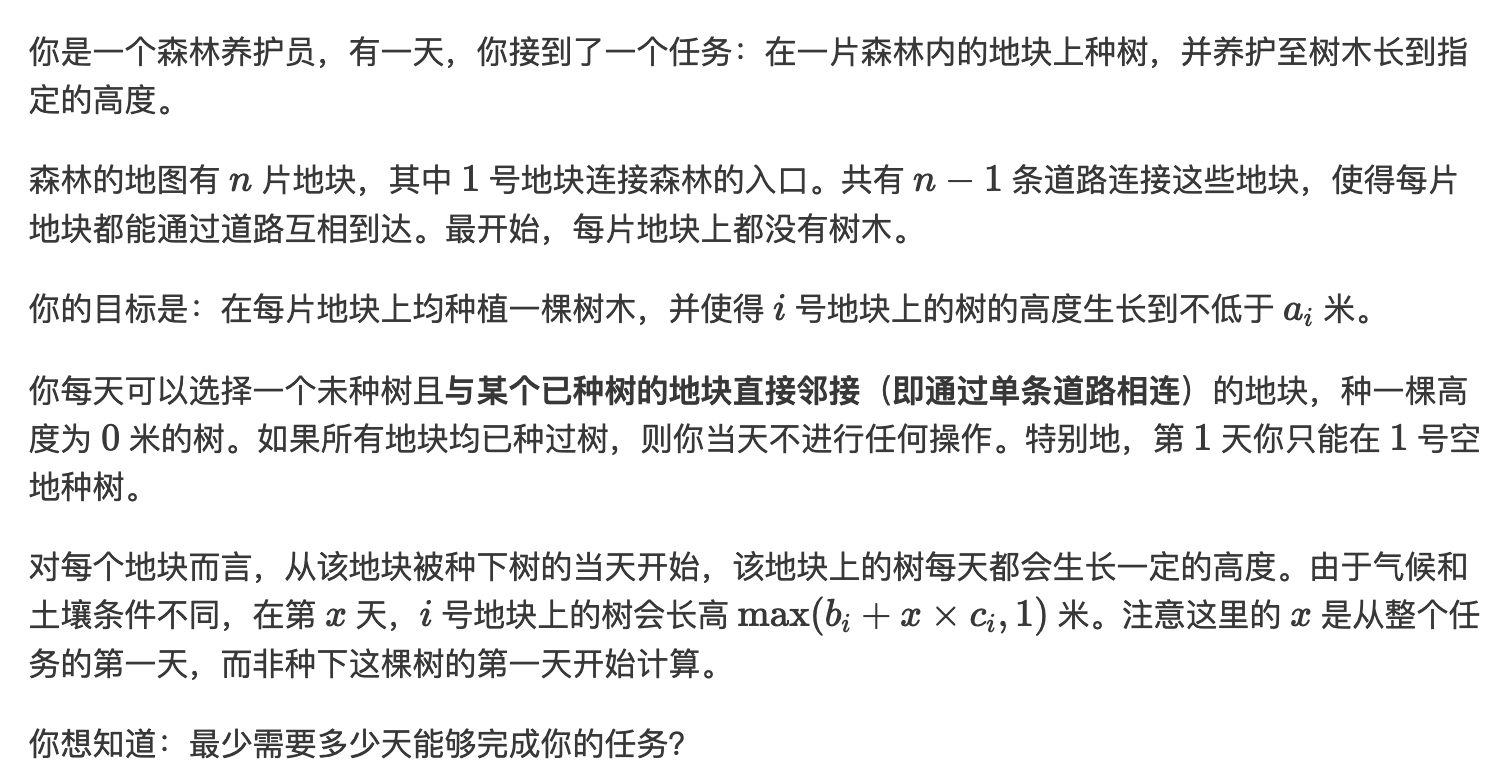 你是一个森林养护员，有一天，你接到了一个任务：在一片森林内的地块上种树，并养护至树木长到指
定的高度。
森林的地图有 n 片地块，其中 1 号地块连接森林的入口。共有 n − 1 条道路连接这些地块，使得每片
地块都能通过道路互相到达。最开始，每片地块上都没有树木。
你的目标是：在每片地块上均种植一棵树木，并使得 i 号地块上的树的高度生长到不低于 a_i 米。
你每天可以选择一个未种树且与某个已种树的地块直接邻接（即通过单条道路相连）的地块，种一棵高
度为 0 米的树。如果所有地块均已种过树，则你当天不进行任何操作。特别地，第 1 天你只能在 1 号空
地种树。
对每个地块而言，从该地块被种下树的当天开始，该地块上的树每天都会生长一定的高度。由于气候和
土壤条件不同，在第 x 天，i 号地块上的树会长高 max(b_i + x × c_i, 1) 米。注意这里的 x 是从整个任
务的第一天，而非种下这棵树的第一天开始计算。
你想知道：最少需要多少天能够完成你的任务？